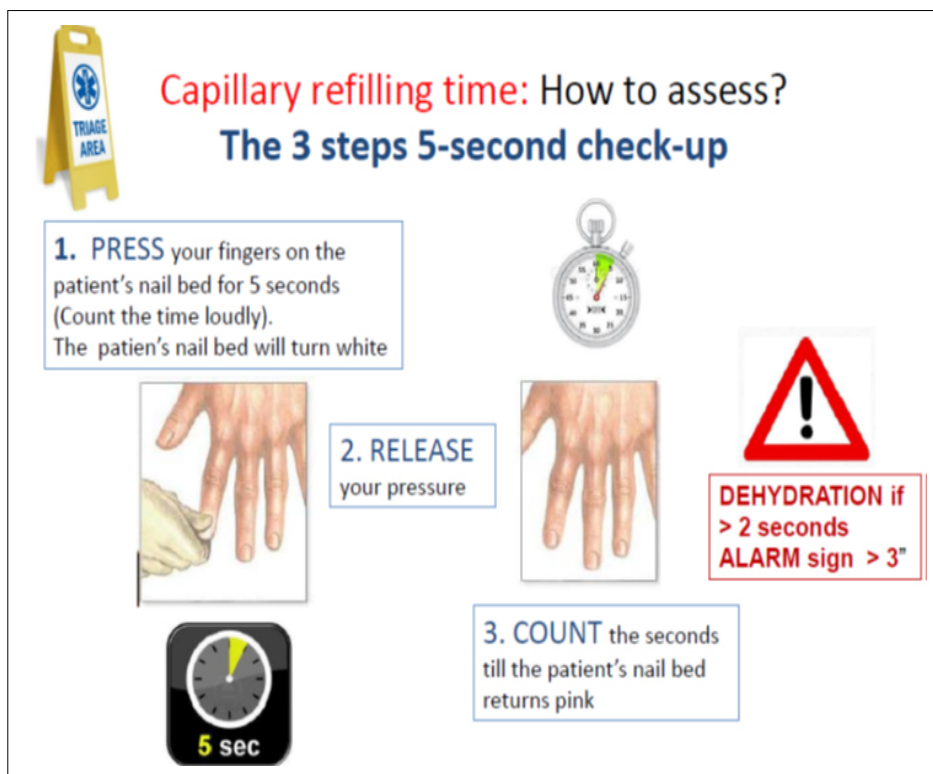 TRIAGE
AREA
Capillary refilling time: How to assess?
The 3 steps 5-second check-up
1. PRESS your fingers on the
patient's nail bed for 5 seconds
(Count the time loudly).
The patien's nail bed will turn white
2. RELEASE
your pressure
DEHYDRATION if
> 2 seconds
ALARM sign > 3"
3. COUNT the seconds
till the patient's nail bed
returns pink
5 sec